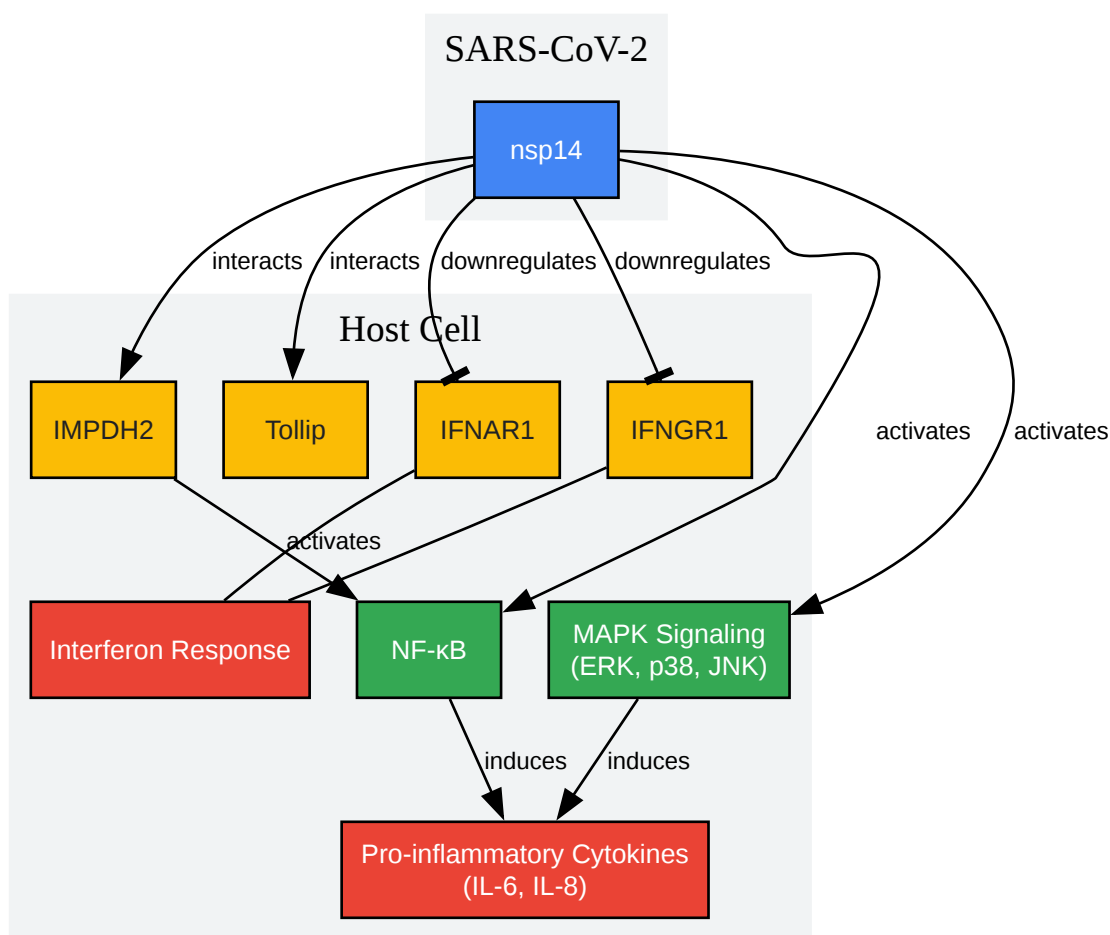 SARS-CoV-2
nsp14
interacts
interacts
downregulates
downregulates
Host Cell
IMPDH2
Tollip
IFNAR1
IFNGR1
activates
activates
activates
Interferon Response
NF-κB
MAPK Signaling
(ERK, p38, JNK)
induces
induces
Pro-inflammatory Cytokines
(IL-6, IL-8)